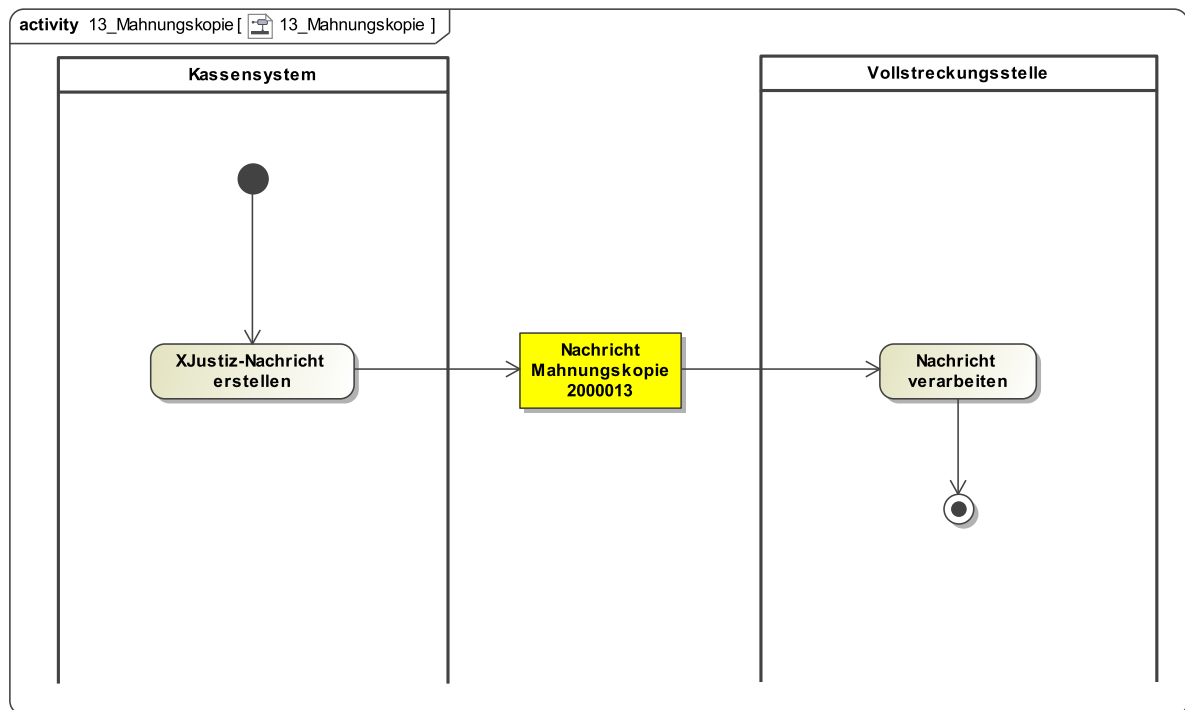 activity 13_Mahnungskopie [ 13_Mahnungskopie ]
Kassensystem
Vollstreckungsstelle
XJustiz-Nachricht
erstellen
Nachricht
Mahnungskopie
2000013
Nachricht
verarbeiten